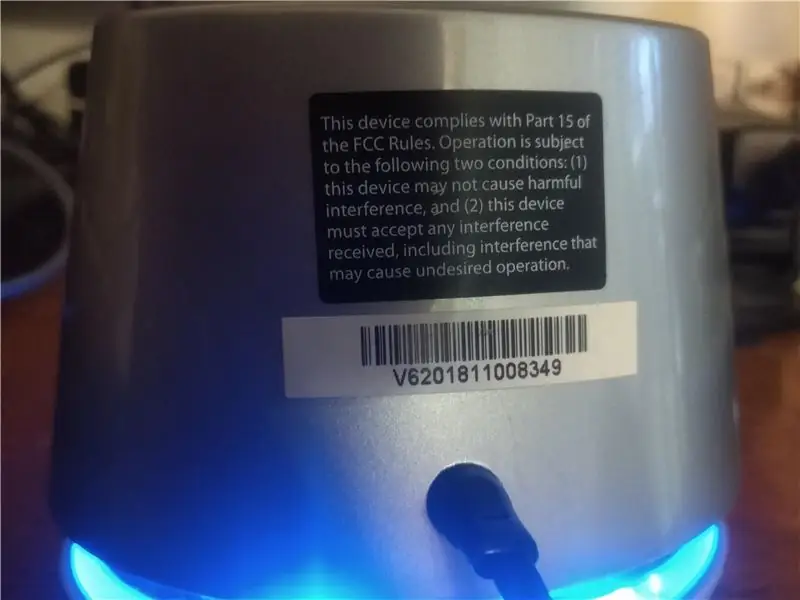 This device complies with Part 15 of
the FCC Rules. Operation is subject
to the following two conditions: (1)
this device may not cause harmful
interference, and (2) this device
must accept any interference
received, including interference that
may cause undesired operation.
V6201811008349